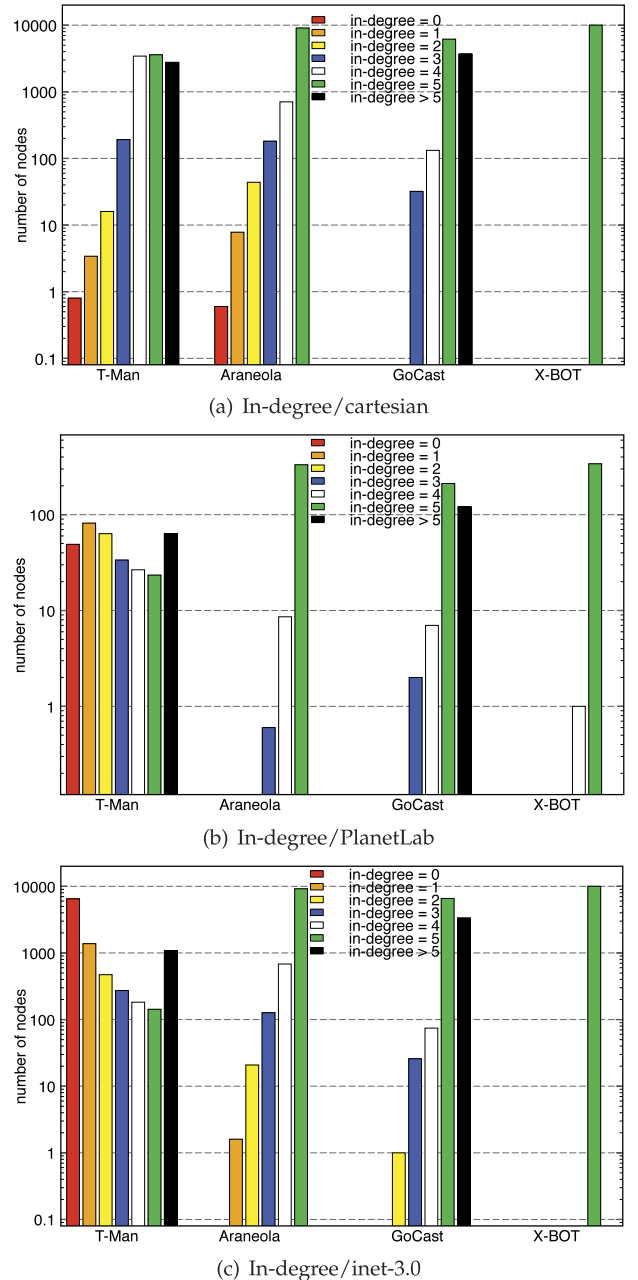 in-degree = 0
in-degree = 1
in-degree = 2
in-degree = 3
in-degree = 4
in-degree = 5
in-degree > 5
10000
1000
100
10
1
0.1
number of nodes
T-Man Araneola GoCast X-BOT
(a) In-degree/cartesian
in-degree = 0
in-degree = 1
in-degree = 2
in-degree = 3
in-degree = 4
in-degree = 5
in-degree > 5
100
10
1
number of nodes
T-Man Araneola GoCast X-BOT
(b) In-degree/PlanetLab
in-degree = 0
in-degree = 1
in-degree = 2
in-degree = 3
in-degree = 4
in-degree = 5
in-degree > 5
10000
1000
100
10
1
0.1
number of nodes
T-Man Araneola GoCast X-BOT
(c) In-degree/inet-3.0